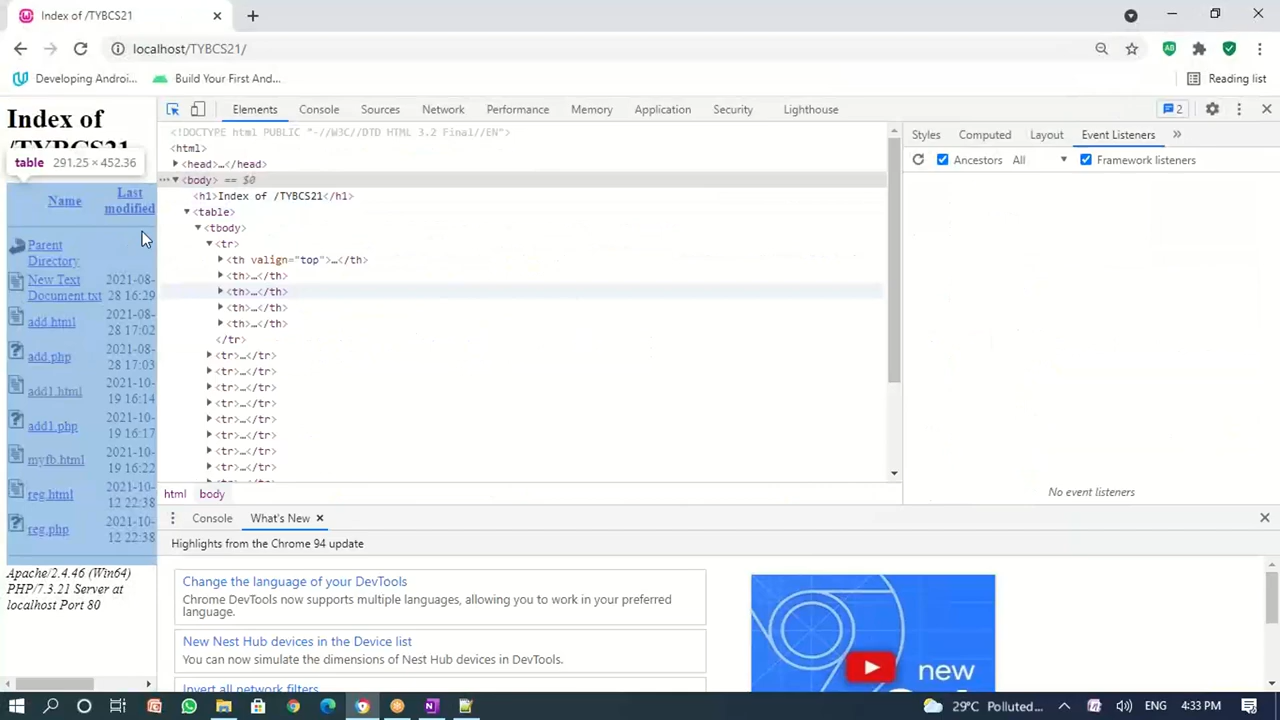 Index of /TYBCS21
localhost/TYBCS21/
AB
Developing Androi...
Build Your First And...
Reading list
Index of
/TYBCS21
table 291.25 × 452.36
Name Last modified
Parent Directory
New Text Document.txt 2021-08-28 16:29
add.html 2021-08-28 17:02
add.php 2021-08-28 17:03
add1.html 2021-10-19 16:14
add1.php 2021-10-19 16:17
myfb.html 2021-10-19 16:22
reg.html 2021-10-12 22:38
reg.php 2021-10-12 22:38
Apache/2.4.46 (Win64)
PHP/7.3.21 Server at
localhost Port 80
Elements Console Sources Network Performance Memory Application Security Lighthouse 2
<!DOCTYPE html PUBLIC "-//W3C//DTD HTML 3.2 Final//EN">
<html>
<head>…</head>
<body> == $0
<h1>Index of /TYBCS21</h1>
<table>
<tbody>
<tr>
<th valign="top">…</th>
<th>…</th>
<th>…</th>
<th>…</th>
<th>…</th>
</tr>
<tr>…</tr>
<tr>…</tr>
<tr>…</tr>
<tr>…</tr>
<tr>…</tr>
<tr>…</tr>
<tr>…</tr>
<tr>…</tr>
html body
Styles Computed Layout Event Listeners »
Ancestors All Framework listeners
No event listeners
Console What's New
Highlights from the Chrome 94 update
Change the language of your DevTools
Chrome DevTools now supports multiple languages, allowing you to work in your preferred
language.
New Nest Hub devices in the Device list
You can now simulate the dimensions of Nest Hub devices in DevTools.
Invert all network filters
new
29°C Polluted... ENG 4:33 PM